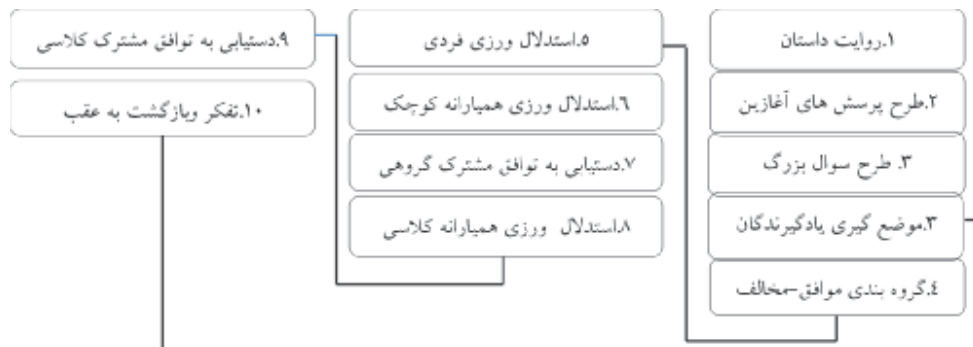 ۱.روایت داستان
۲.طرح پرسش های آغازین
۳. طرح سوال بزرگ
۳.موضع گیری یادگیرندگان
٤.گروه بندی موافق-مخالف
٥.استدلال ورزی فردی
٦.استدلال ورزی همیارانه کوچک
۷.دستیابی به توافق مشترک گروهی
۸.استدلال ورزی همیارانه کلاسی
۹.دستیابی به توافق مشترک کلاسی
۱۰.تفکر وبازگشت به عقب